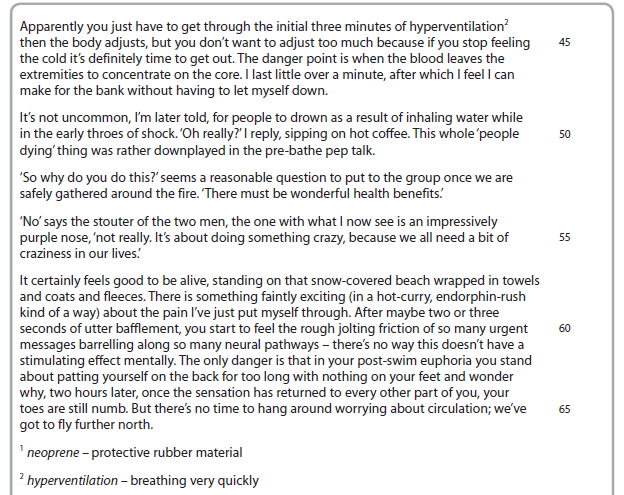 Apparently you just have to get through the initial three minutes of hyperventilation²
then the body adjusts, but you don’t want to adjust too much because if you stop feeling 45
the cold it’s definitely time to get out. The danger point is when the blood leaves the
extremities to concentrate on the core. I last little over a minute, after which I feel I can
make for the bank without having to let myself down.
It’s not uncommon, I’m later told, for people to drown as a result of inhaling water while
in the early throes of shock. ‘Oh really?’ I reply, sipping on hot coffee. This whole ‘people 50
dying’ thing was rather downplayed in the pre-bathe pep talk.
‘So why do you do this?’ seems a reasonable question to put to the group once we are
safely gathered around the fire. ‘There must be wonderful health benefits.’
‘No’ says the stouter of the two men, the one with what I now see is an impressively
purple nose, ‘not really. It’s about doing something crazy, because we all need a bit of 55
craziness in our lives.’
It certainly feels good to be alive, standing on that snow-covered beach wrapped in towels
and coats and fleeces. There is something faintly exciting (in a hot-curry, endorphin-rush
kind of a way) about the pain I’ve just put myself through. After maybe two or three
seconds of utter bafflement, you start to feel the rough jolting friction of so many urgent 60
messages barrelling along so many neural pathways – there’s no way this doesn’t have a
stimulating effect mentally. The only danger is that in your post-swim euphoria you stand
about patting yourself on the back for too long with nothing on your feet and wonder
why, two hours later, once the sensation has returned to every other part of you, your
toes are still numb. But there’s no time to hang around worrying about circulation; we’ve 65
got to fly further north.
¹ neoprene – protective rubber material
² hyperventilation – breathing very quickly